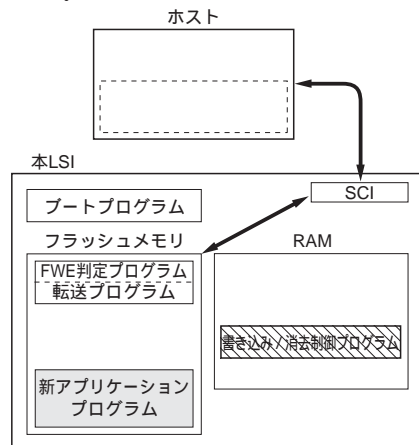 ホスト
本LSI
SCI
ブートプログラム
フラッシュメモリ
RAM
FWE判定プログラム
転送プログラム
書き込み/消去制御プログラム
新アプリケーション
プログラム